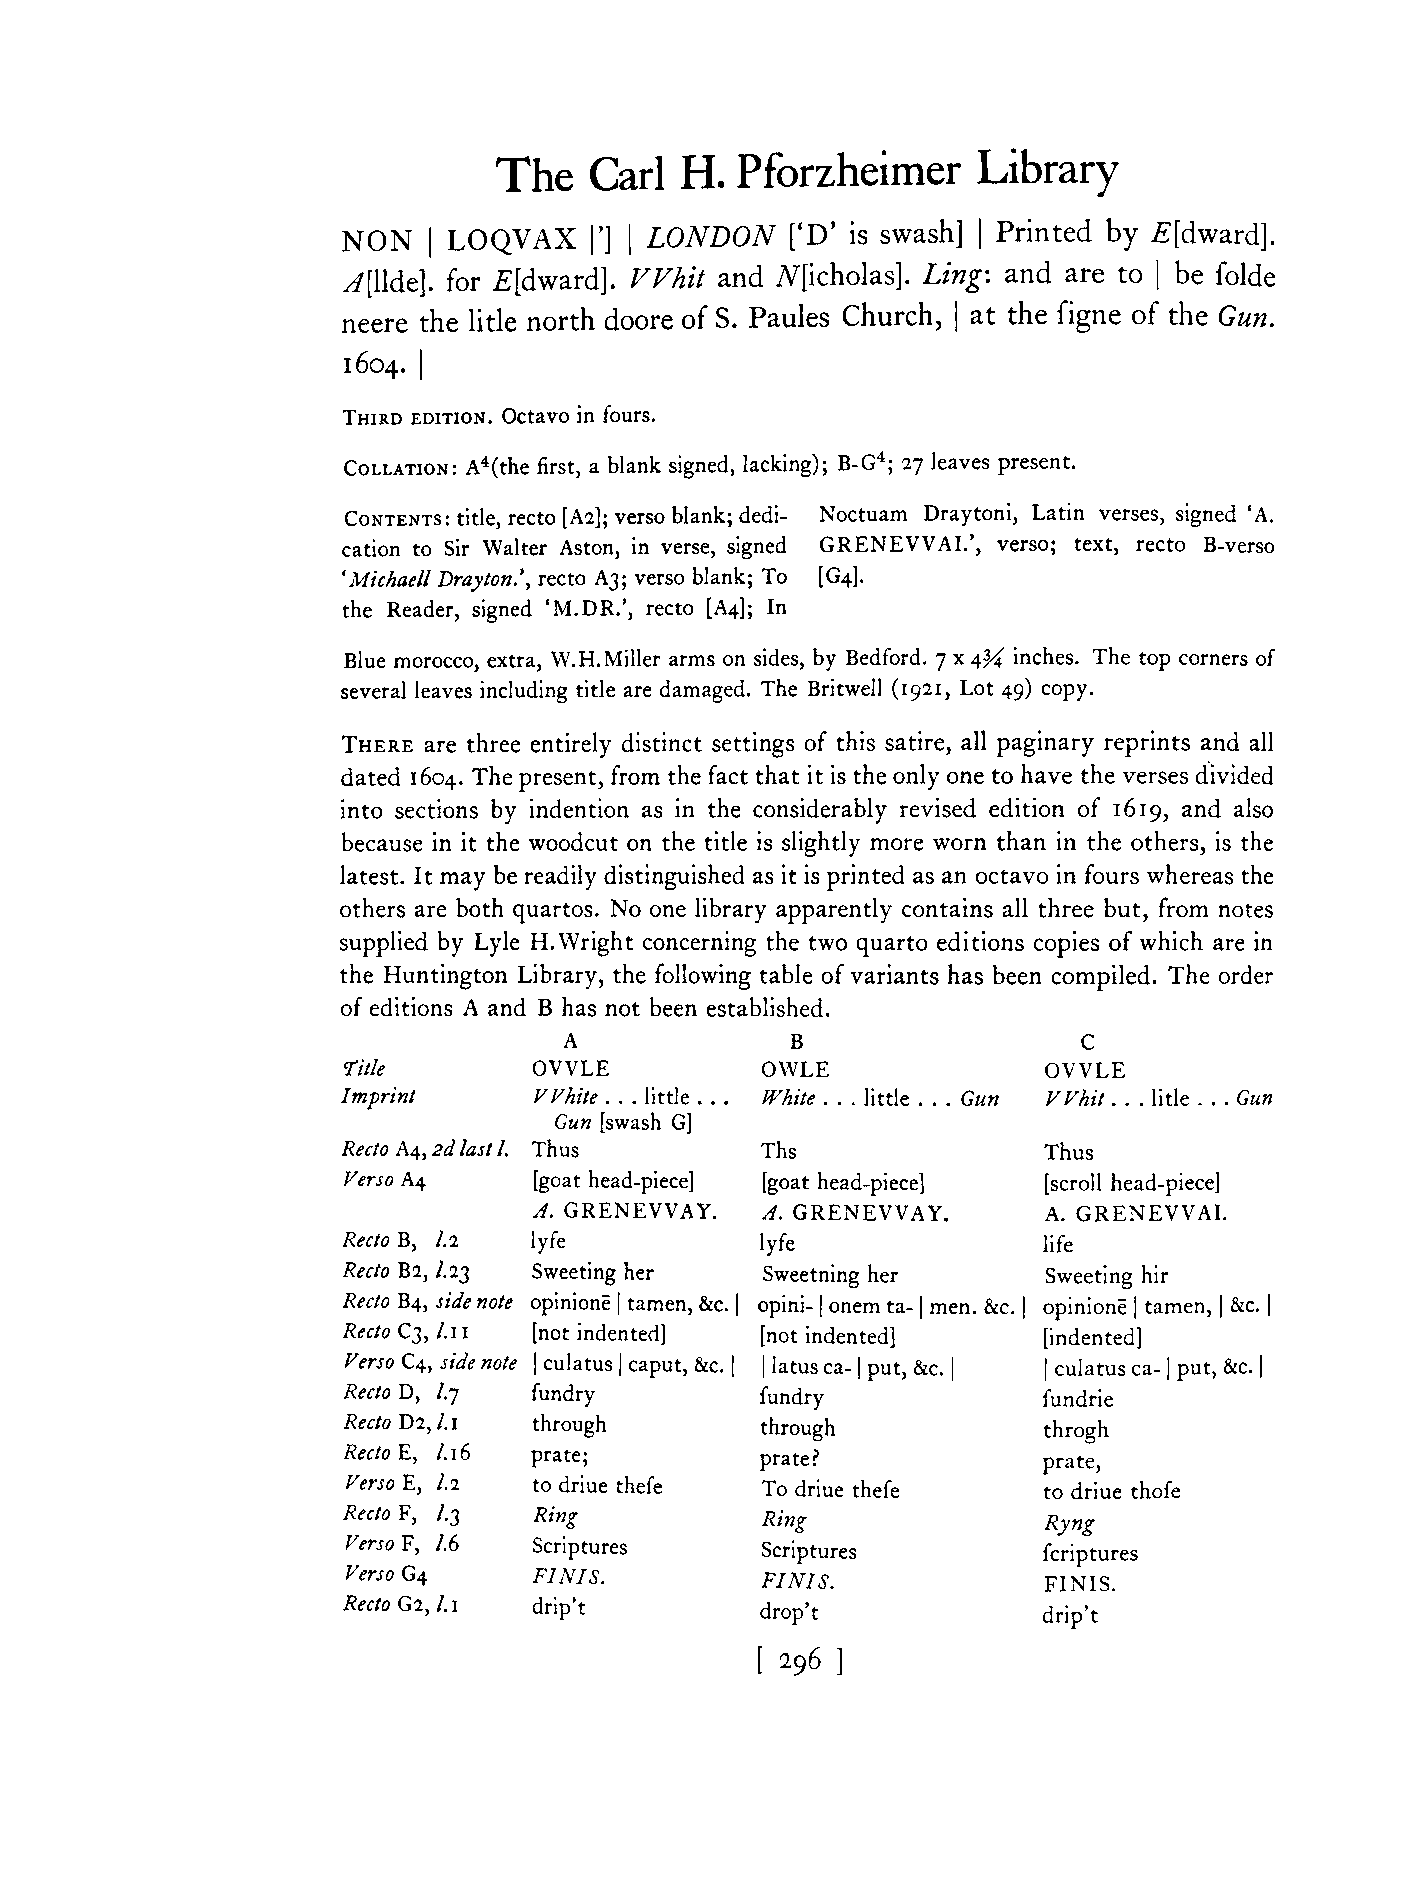 The Carl H. Pforzheimer Library
NON | LOQVAX |’] | LONDON [‘D’ is swash] | Printed by E[dward].
A[llde]. for E[dward]. VVhit and N[icholas]. Ling: and are to | be ſolde
neere the litle north doore of S. Paules Church, | at the ſigne of the Gun.
1604. |
THIRD EDITION. Octavo in fours.
COLLATION: A⁴(the first, a blank signed, lacking); B-G⁴; 27 leaves present.
CONTENTS: title, recto [A2]; verso blank; dedi-
cation to Sir Walter Aston, in verse, signed
‘Michaell Drayton.’, recto A3; verso blank; To
the Reader, signed ‘M.DR.’, recto [A4]; In
Noctuam Draytoni, Latin verses, signed ‘A.
GRENEVVAI.’, verso; text, recto B-verso
[G4].
Blue morocco, extra, W.H.Miller arms on sides, by Bedford. 7 x 4¾ inches. The top corners of
several leaves including title are damaged. The Britwell (1921, Lot 49) copy.
THERE are three entirely distinct settings of this satire, all paginary reprints and all
dated 1604. The present, from the fact that it is the only one to have the verses divided
into sections by indention as in the considerably revised edition of 1619, and also
because in it the woodcut on the title is slightly more worn than in the others, is the
latest. It may be readily distinguished as it is printed as an octavo in fours whereas the
others are both quartos. No one library apparently contains all three but, from notes
supplied by Lyle H.Wright concerning the two quarto editions copies of which are in
the Huntington Library, the following table of variants has been compiled. The order
of editions A and B has not been established.
A B C
Title OVVLE OWLE OVVLE
Imprint VVhite . . . little . . . White . . . little . . . Gun VVhit . . . litle . . . Gun
Gun [swash G]
Recto A4, 2d last l. Thus Ths Thus
Verso A4 [goat head-piece] [goat head-piece] [scroll head-piece]
A. GRENEVVAY. A. GRENEVVAY. A. GRENEVVAI.
Recto B, l.2 lyfe lyfe life
Recto B2, l.23 Sweeting her Sweetning her Sweeting hir
Recto B4, side note opinionē | tamen, &c. | opini- | onem ta- | men. &c. | opinionē | tamen, | &c. |
Recto C3, l.11 [not indented] [not indented] [indented]
Verso C4, side note | culatus | caput, &c. | | latus ca- | put, &c. | | culatus ca- | put, &c. |
Recto D, l.7 ſundry ſundry ſundrie
Recto D2, l.1 through through throgh
Recto E, l.16 prate; prate? prate,
Verso E, l.2 to driue theſe To driue theſe to driue thoſe
Recto F, l.3 Ring Ring Ryng
Verso F, l.6 Scriptures Scriptures ſcriptures
Verso G4 FINIS. FINIS. FINIS.
Recto G2, l.1 drip’t drop’t drip’t
[ 296 ]